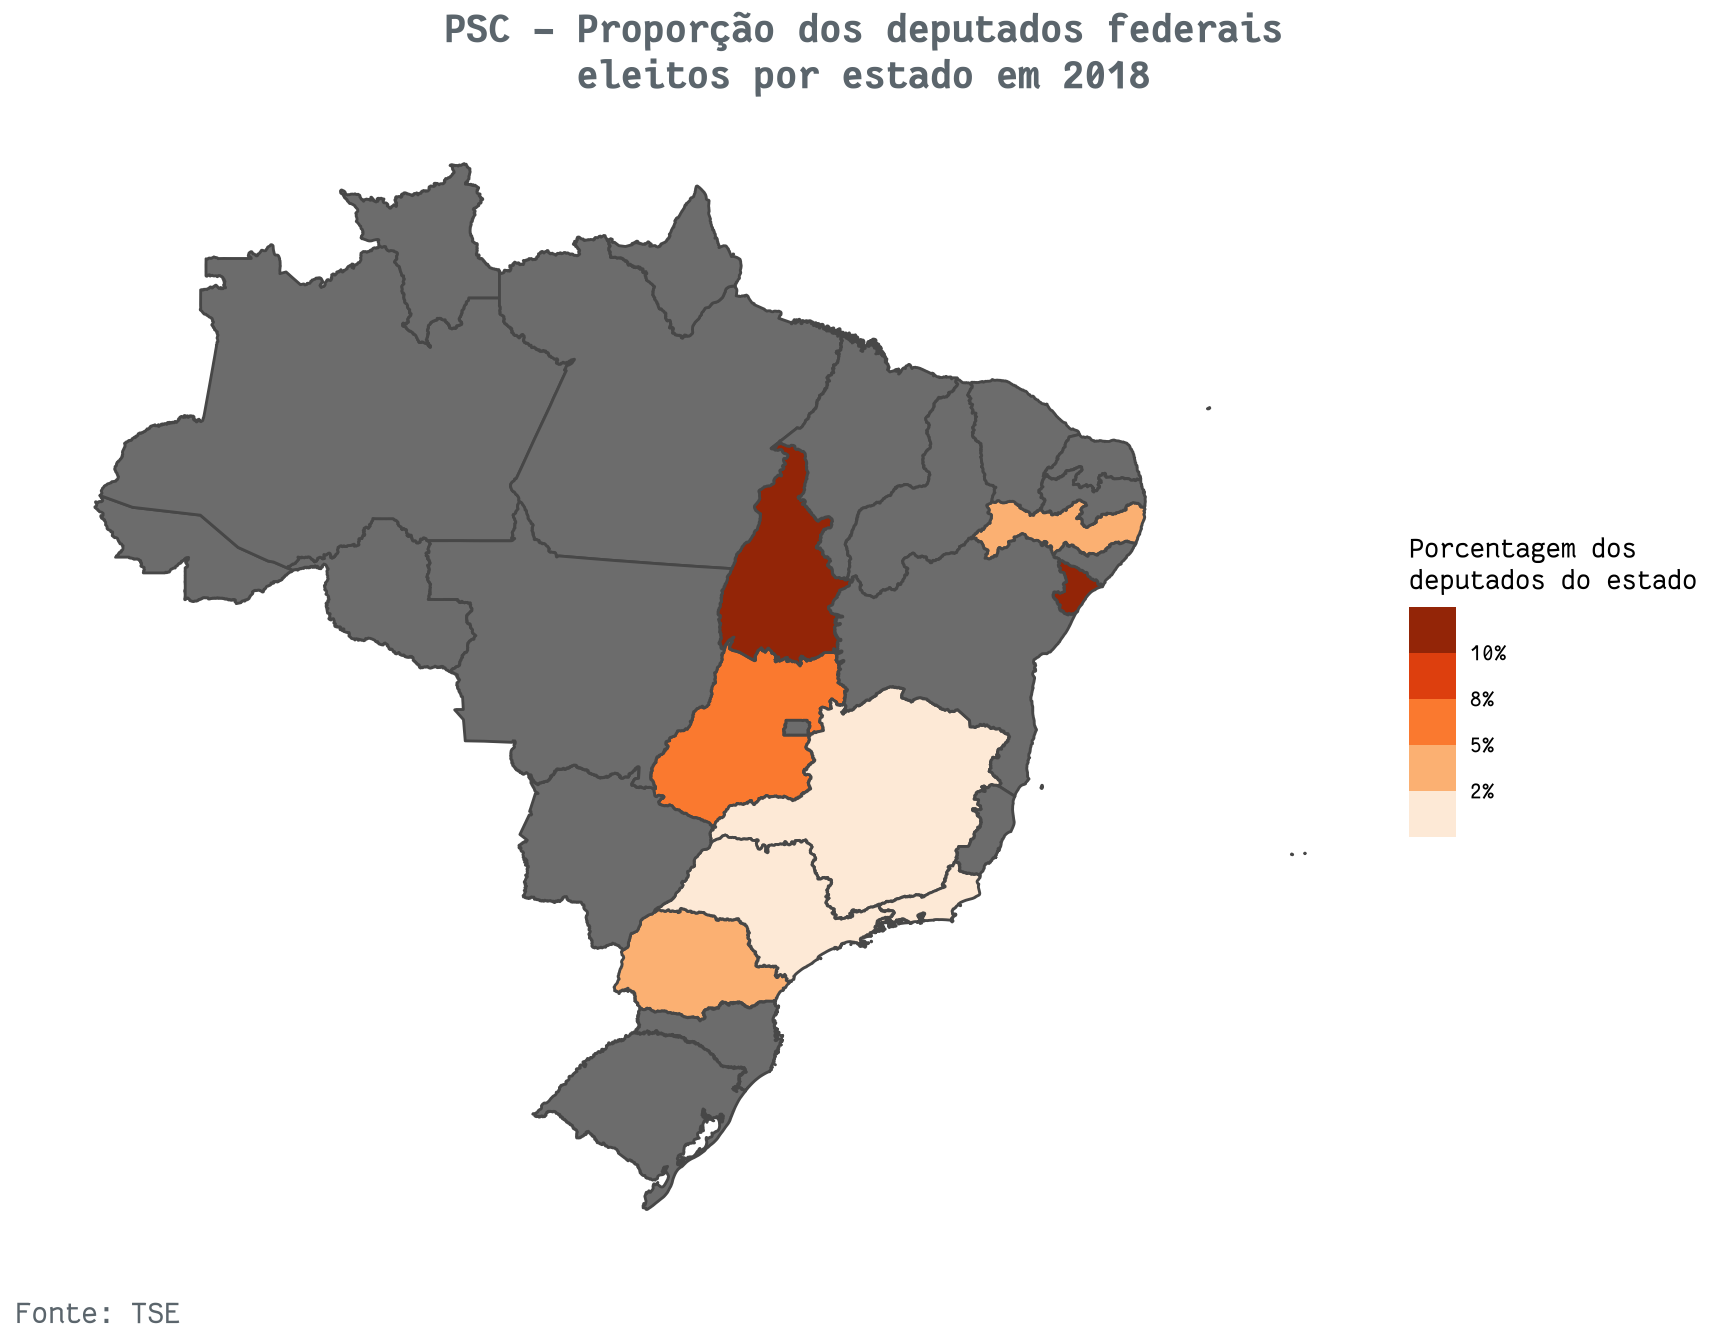 PSC – Proporção dos deputados federais
eleitos por estado em 2018
Porcentagem dos
deputados do estado
10%
8%
5%
2%
Fonte: TSE